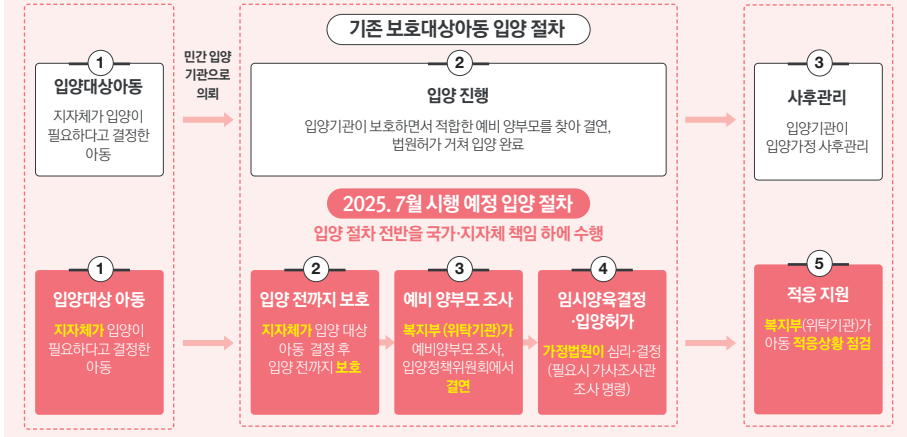 기존 보호대상아동 입양 절차
1
입양대상아동
지자체가 입양이
필요하다고 결정한
아동
민간 입양
기관으로
의뢰
2
입양 진행
입양기관이 보호하면서 적합한 예비 양부모를 찾아 결연,
법원허가 거쳐 입양 완료
3
사후관리
입양기관이
입양가정 사후관리
2025. 7월 시행 예정 입양 절차
입양 절차 전반을 국가·지자체 책임 하에 수행
1
입양대상 아동
지자체가 입양이
필요하다고 결정한
아동
2
입양 전까지 보호
지자체가 입양 대상
아동 결정 후
입양 전까지 보호
3
예비 양부모 조사
복지부 (위탁기관)가
예비양부모 조사,
입양정책위원회에서
결연
4
임시양육결정
·입양허가
가정법원이 심리·결정
(필요시 가사조사관
조사 명령)
5
적응 지원
복지부(위탁기관)가
아동 적응상황 점검